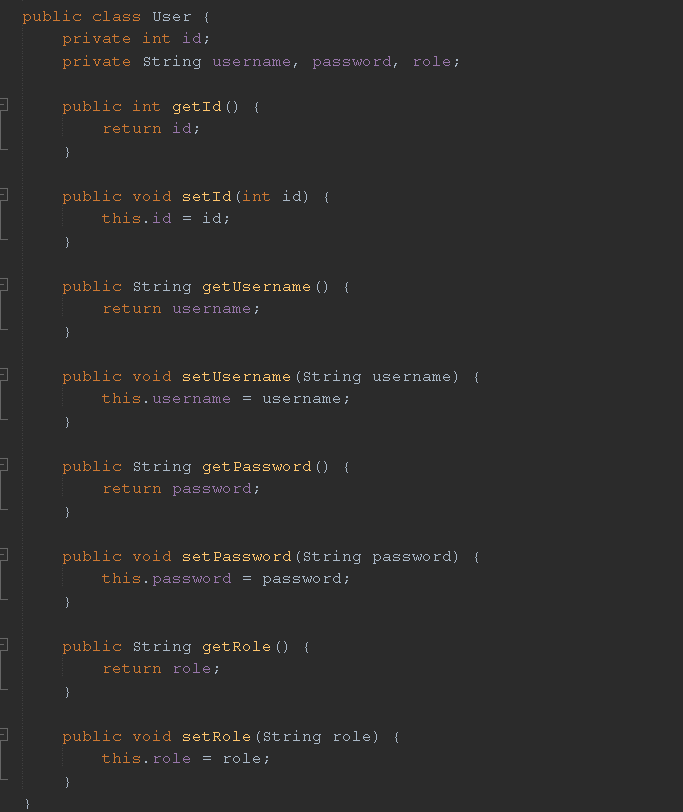 public class User {
    private int id;
    private String username, password, role;

    public int getId() {
        return id;
    }

    public void setId(int id) {
        this.id = id;
    }

    public String getUsername() {
        return username;
    }

    public void setUsername(String username) {
        this.username = username;
    }

    public String getPassword() {
        return password;
    }

    public void setPassword(String password) {
        this.password = password;
    }

    public String getRole() {
        return role;
    }

    public void setRole(String role) {
        this.role = role;
    }
}